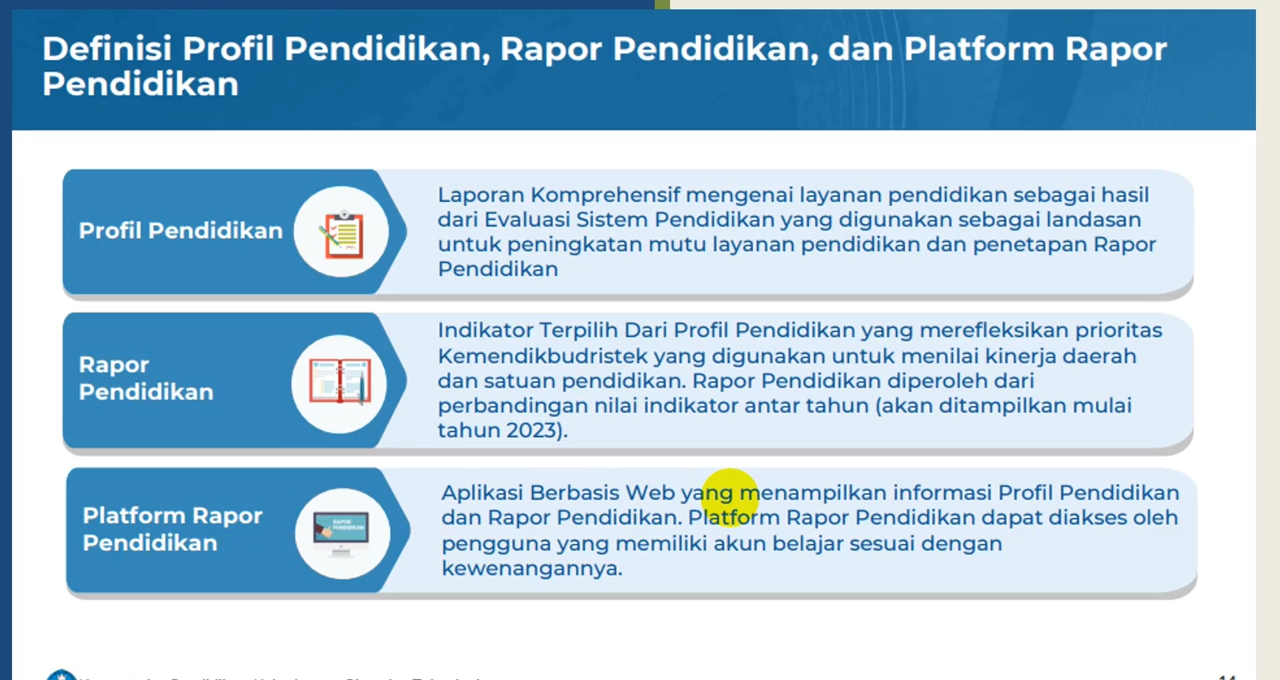 Definisi Profil Pendidikan, Rapor Pendidikan, dan Platform Rapor
Pendidikan
Profil Pendidikan
Laporan Komprehensif mengenai layanan pendidikan sebagai hasil
dari Evaluasi Sistem Pendidikan yang digunakan sebagai landasan
untuk peningkatan mutu layanan pendidikan dan penetapan Rapor
Pendidikan
Rapor
Pendidikan
Indikator Terpilih Dari Profil Pendidikan yang merefleksikan prioritas
Kemendikbudristek yang digunakan untuk menilai kinerja daerah
dan satuan pendidikan. Rapor Pendidikan diperoleh dari
perbandingan nilai indikator antar tahun (akan ditampilkan mulai
tahun 2023).
Platform Rapor
Pendidikan
RAPOR
PENDIDIKAN
Aplikasi Berbasis Web yang menampilkan informasi Profil Pendidikan
dan Rapor Pendidikan. Platform Rapor Pendidikan dapat diakses oleh
pengguna yang memiliki akun belajar sesuai dengan
kewenangannya.